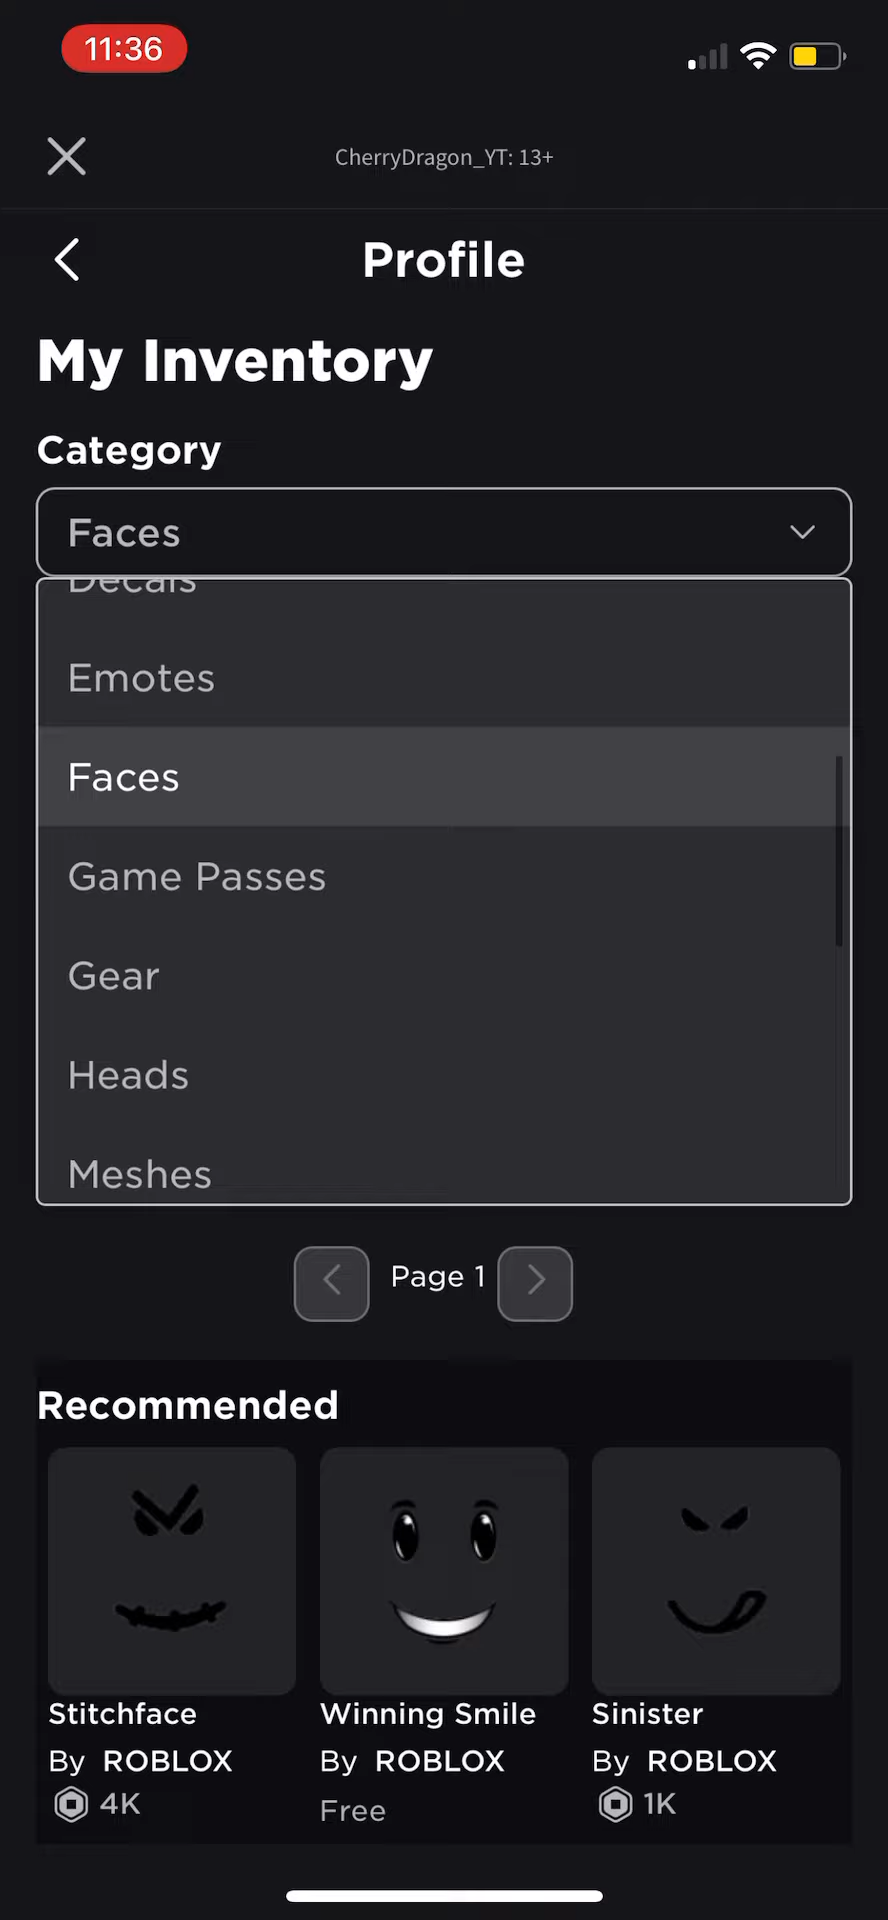 11:36
CherryDragon_YT: 13+
Profile
My Inventory
Category
Faces
Decals
Emotes
Faces
Game Passes
Gear
Heads
Meshes
Page 1
Recommended
Stitchface
By ROBLOX
4K
Winning Smile
By ROBLOX
Free
Sinister
By ROBLOX
1K